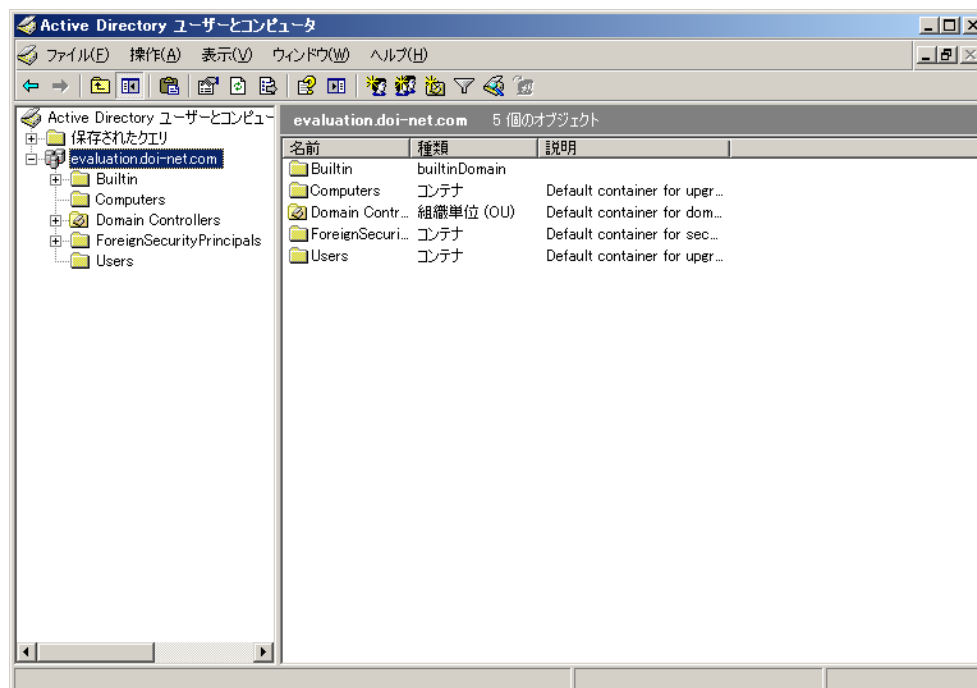 Active Directory ユーザーとコンピュータ
ファイル(F) 操作(A) 表示(V) ウィンドウ(W) ヘルプ(H)
Active Directory ユーザーとコンピュー
保存されたクエリ
evaluation.doi-net.com
Builtin
Computers
Domain Controllers
ForeignSecurityPrincipals
Users
evaluation.doi-net.com 5 個のオブジェクト
名前 種類 説明
Builtin builtinDomain
Computers コンテナ Default container for upgr...
Domain Contr... 組織単位 (OU) Default container for dom...
ForeignSecuri... コンテナ Default container for sec...
Users コンテナ Default container for upgr...